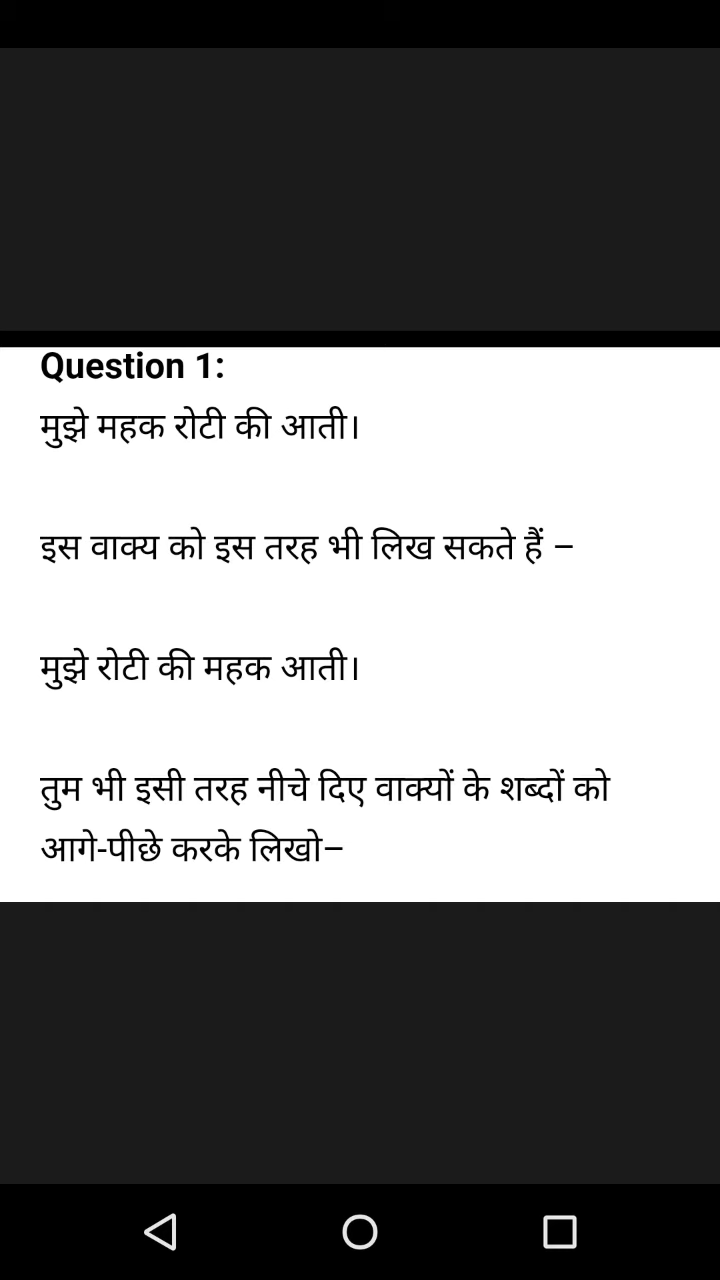 Question 1:
मुझे महक रोटी की आती।
इस वाक्य को इस तरह भी लिख सकते हैं –
मुझे रोटी की महक आती।
तुम भी इसी तरह नीचे दिए वाक्यों के शब्दों को
आगे-पीछे करके लिखो–